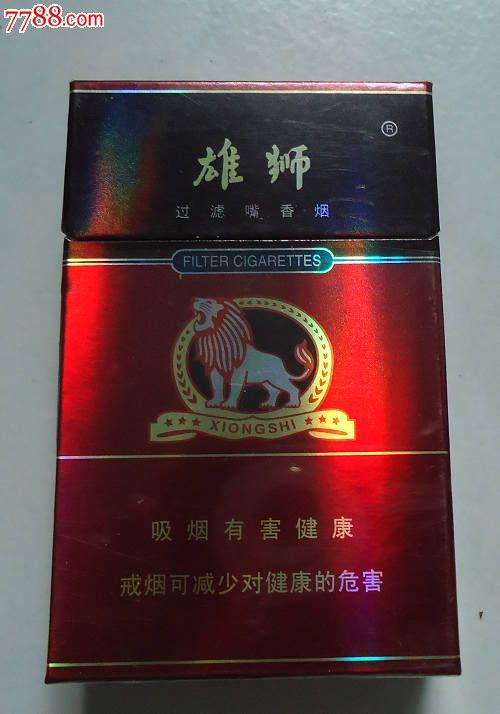 7788.com
雄狮
®
过滤嘴香烟
FILTER CIGARETTES
XIONGSHI
吸烟有害健康
戒烟可减少对健康的危害